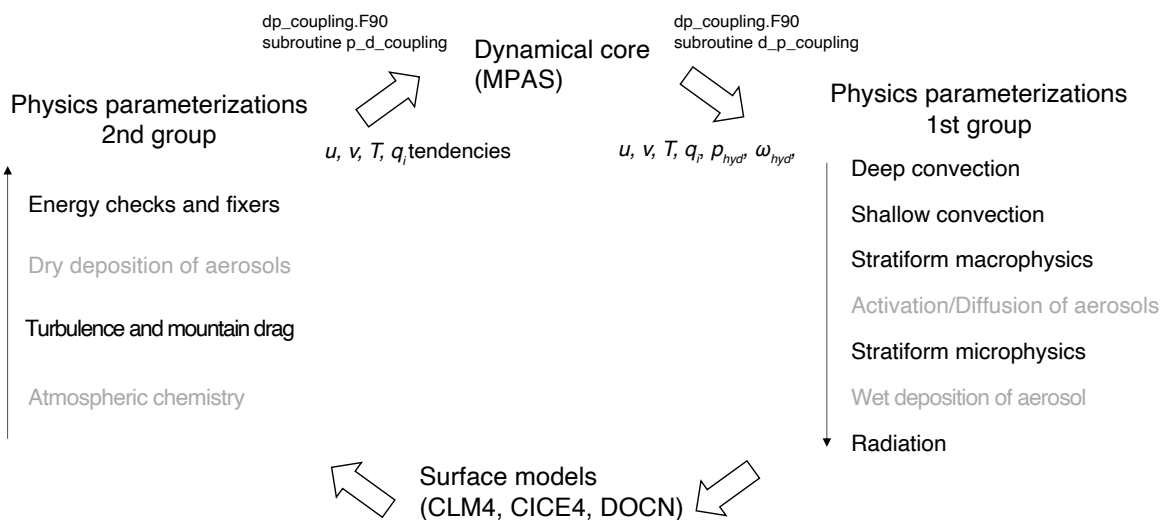 dp_coupling.F90
subroutine p_d_coupling
Dynamical core
(MPAS)
dp_coupling.F90
subroutine d_p_coupling
Physics parameterizations
2nd group
u, v, T, q_i tendencies
u, v, T, q_i, p_hyd, ω_hyd,
Physics parameterizations
1st group
Energy checks and fixers
Dry deposition of aerosols
Turbulence and mountain drag
Atmospheric chemistry
Deep convection
Shallow convection
Stratiform macrophysics
Activation/Diffusion of aerosols
Stratiform microphysics
Wet deposition of aerosol
Radiation
Surface models
(CLM4, CICE4, DOCN)